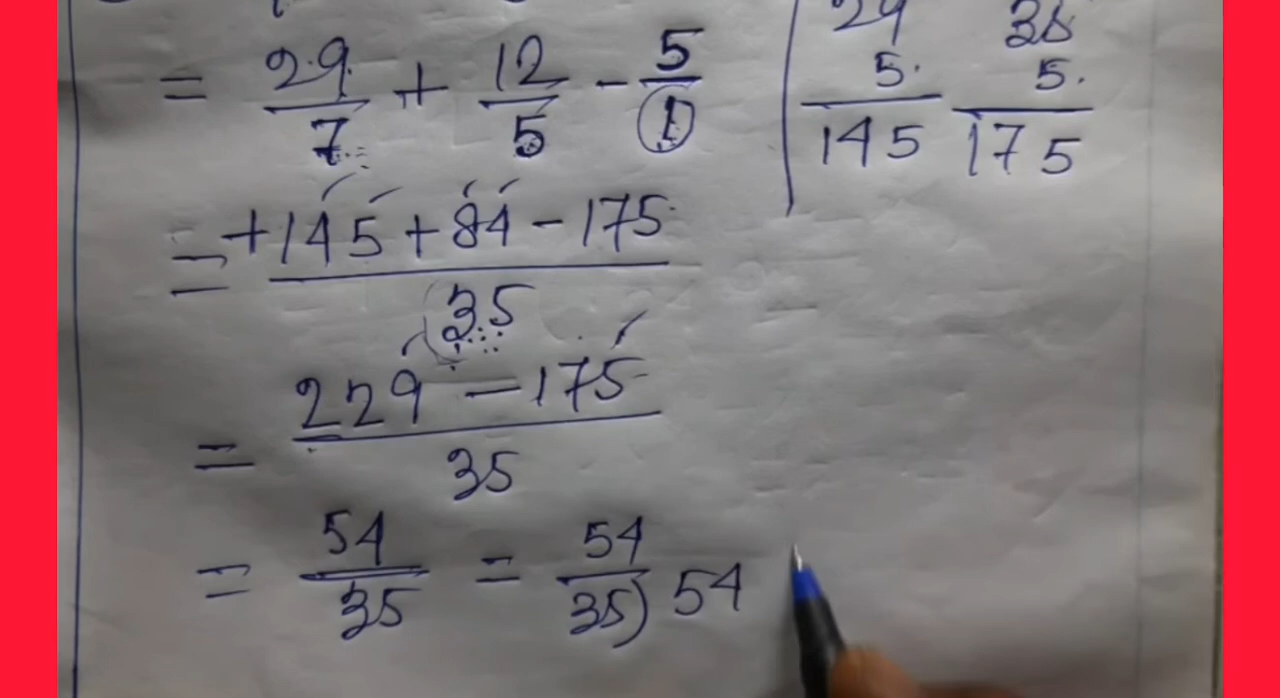 = 29/7 + 12/5 - 5/1
= +145 + 84 - 175 / 35
= 229 - 175 / 35
= 54/35 = 54/35) 54
29
5
145
35
5
175